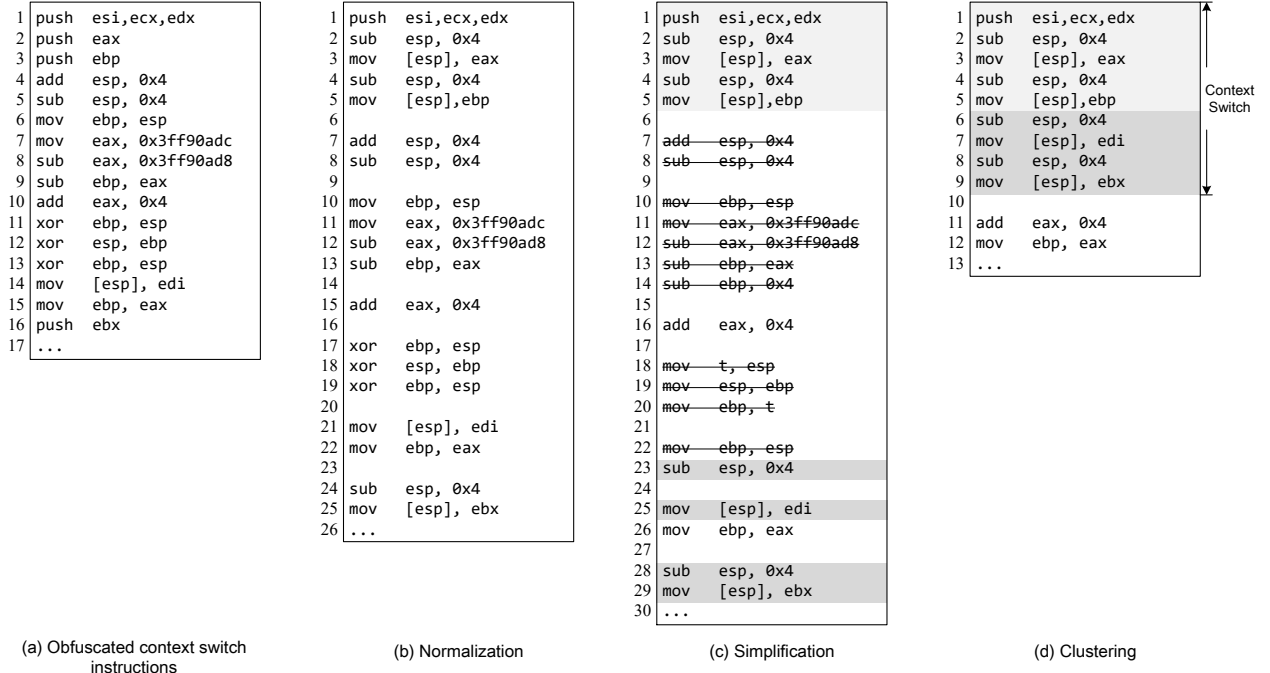 1 push esi,ecx,edx
2 push eax
3 push ebp
4 add esp, 0x4
5 sub esp, 0x4
6 mov ebp, esp
7 mov eax, 0x3ff90adc
8 sub eax, 0x3ff90ad8
9 sub ebp, eax
10 add eax, 0x4
11 xor ebp, esp
12 xor esp, ebp
13 xor ebp, esp
14 mov [esp], edi
15 mov ebp, eax
16 push ebx
17 ...
(a) Obfuscated context switch
instructions
1 push esi,ecx,edx
2 sub esp, 0x4
3 mov [esp], eax
4 sub esp, 0x4
5 mov [esp],ebp
6
7 add esp, 0x4
8 sub esp, 0x4
9
10 mov ebp, esp
11 mov eax, 0x3ff90adc
12 sub eax, 0x3ff90ad8
13 sub ebp, eax
14
15 add eax, 0x4
16
17 xor ebp, esp
18 xor esp, ebp
19 xor ebp, esp
20
21 mov [esp], edi
22 mov ebp, eax
23
24 sub esp, 0x4
25 mov [esp], ebx
26 ...
(b) Normalization
1 push esi,ecx,edx
2 sub esp, 0x4
3 mov [esp], eax
4 sub esp, 0x4
5 mov [esp],ebp
6
7 add esp, 0x4
8 sub esp, 0x4
9
10 mov ebp, esp
11 mov eax, 0x3ff90adc
12 sub eax, 0x3ff90ad8
13 sub ebp, eax
14 sub ebp, 0x4
15
16 add eax, 0x4
17
18 mov t, esp
19 mov esp, ebp
20 mov ebp, t
21
22 mov ebp, esp
23 sub esp, 0x4
24
25 mov [esp], edi
26 mov ebp, eax
27
28 sub esp, 0x4
29 mov [esp], ebx
30 ...
(c) Simplification
1 push esi,ecx,edx
2 sub esp, 0x4
3 mov [esp], eax
4 sub esp, 0x4
5 mov [esp],ebp
6 sub esp, 0x4
7 mov [esp], edi
8 sub esp, 0x4
9 mov [esp], ebx
10
11 add eax, 0x4
12 mov ebp, eax
13 ...
Context
Switch
(d) Clustering